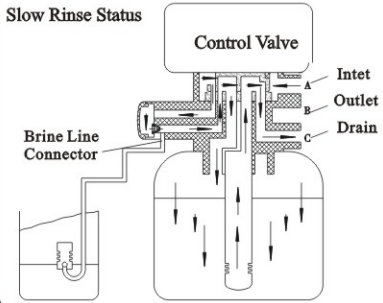 Slow Rinse Status
Control Valve
A Intet
B Outlet
C Drain
Brine Line
Connector